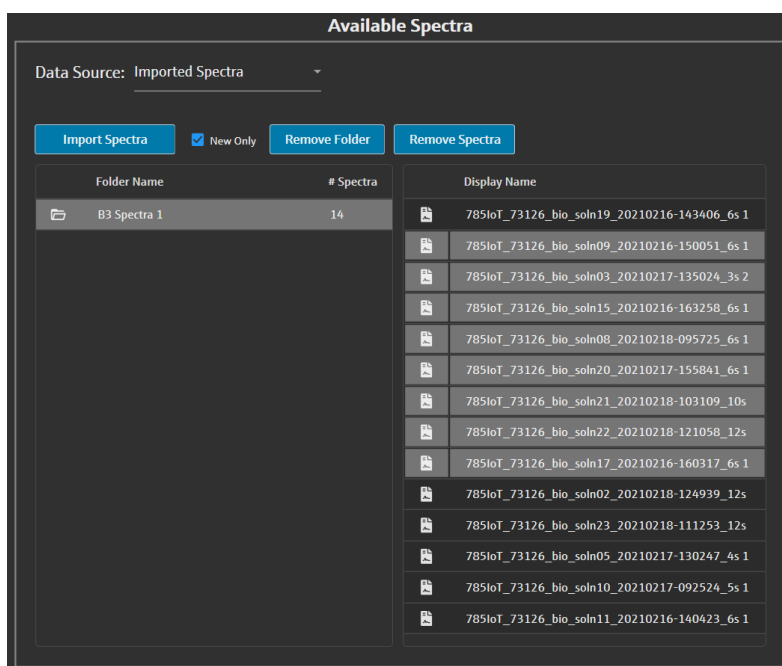 Available Spectra
Data Source: Imported Spectra
Import Spectra New Only Remove Folder Remove Spectra
Folder Name # Spectra
B3 Spectra 1 14
Display Name
785IoT_73126_bio_soln19_20210216-143406_6s 1
785IoT_73126_bio_soln09_20210216-150051_6s 1
785IoT_73126_bio_soln03_20210217-135024_3s 2
785IoT_73126_bio_soln15_20210216-163258_6s 1
785IoT_73126_bio_soln08_20210218-095725_6s 1
785IoT_73126_bio_soln20_20210217-155841_6s 1
785IoT_73126_bio_soln21_20210218-103109_10s
785IoT_73126_bio_soln22_20210218-121058_12s
785IoT_73126_bio_soln17_20210216-160317_6s 1
785IoT_73126_bio_soln02_20210218-124939_12s
785IoT_73126_bio_soln23_20210218-111253_12s
785IoT_73126_bio_soln05_20210217-130247_4s 1
785IoT_73126_bio_soln10_20210217-092524_5s 1
785IoT_73126_bio_soln11_20210216-140423_6s 1